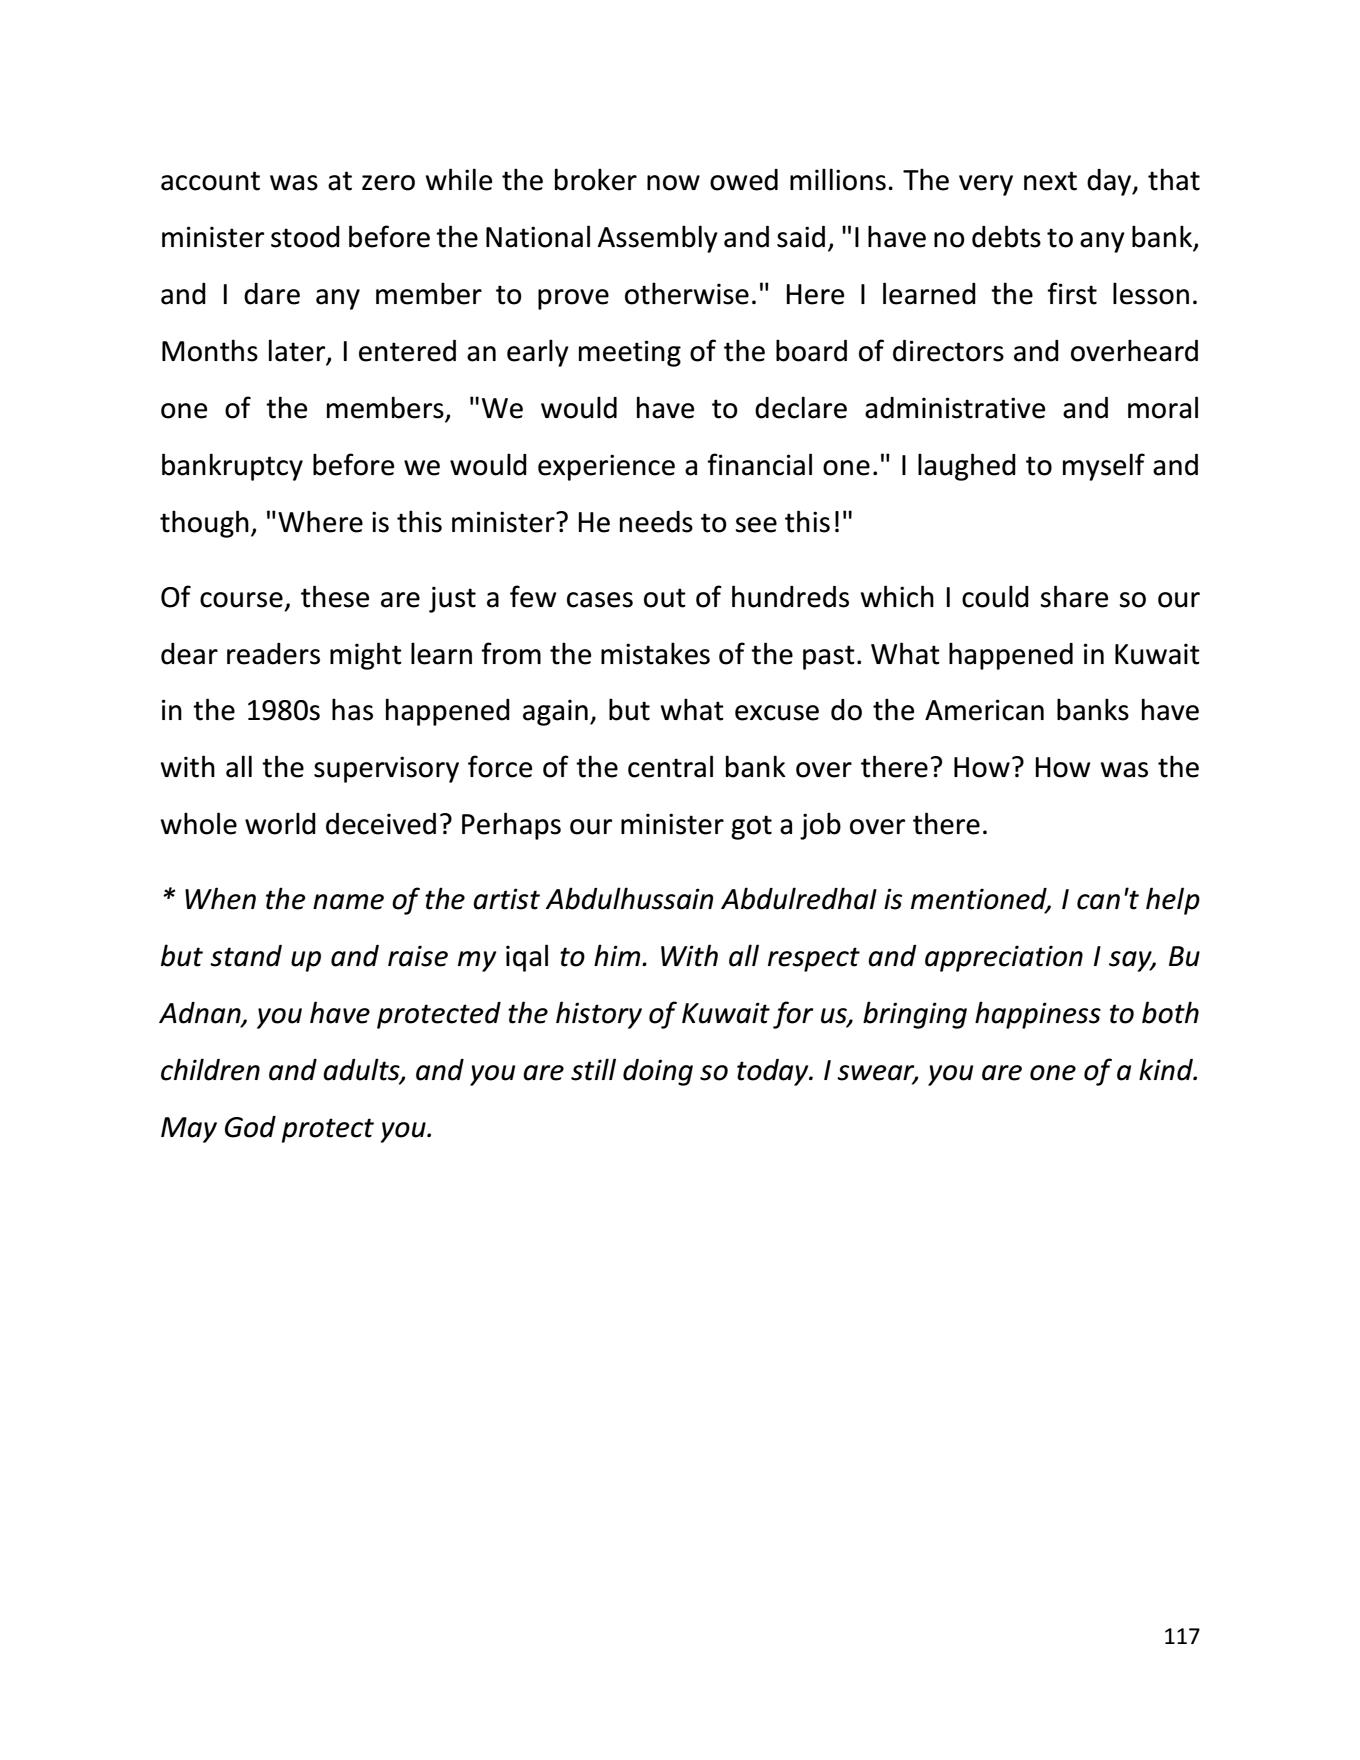 account was at zero while the broker now owed millions. The very next day, that
minister stood before the National Assembly and said, "I have no debts to any bank,
and I dare any member to prove otherwise." Here I learned the first lesson.
Months later, I entered an early meeting of the board of directors and overheard
one of the members, "We would have to declare administrative and moral
bankruptcy before we would experience a financial one." I laughed to myself and
though, "Where is this minister? He needs to see this!"
Of course, these are just a few cases out of hundreds which I could share so our
dear readers might learn from the mistakes of the past. What happened in Kuwait
in the 1980s has happened again, but what excuse do the American banks have
with all the supervisory force of the central bank over there? How? How was the
whole world deceived? Perhaps our minister got a job over there.
* When the name of the artist Abdulhussain Abdulredhal is mentioned, I can't help
but stand up and raise my iqal to him. With all respect and appreciation I say, Bu
Adnan, you have protected the history of Kuwait for us, bringing happiness to both
children and adults, and you are still doing so today. I swear, you are one of a kind.
May God protect you.
117